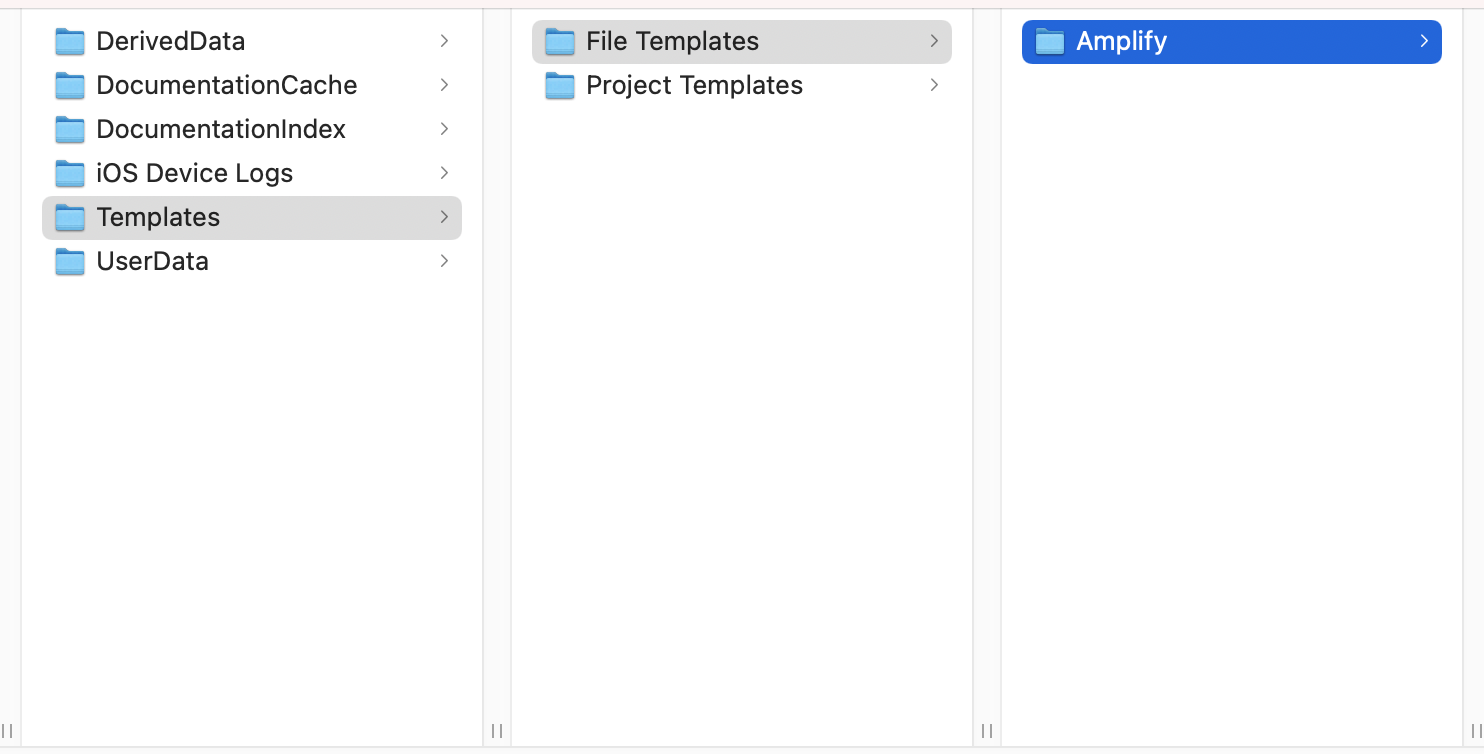 DerivedData
DocumentationCache
DocumentationIndex
iOS Device Logs
Templates
UserData
File Templates
Project Templates
Amplify